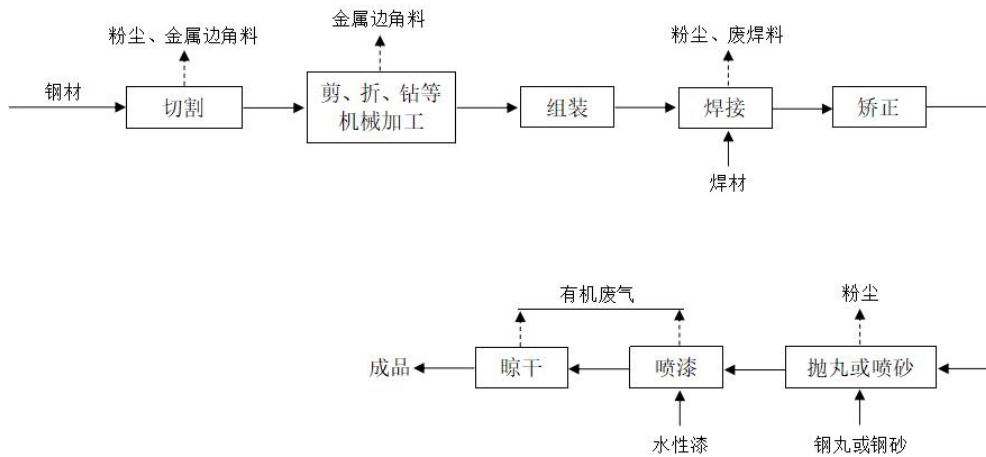 粉尘、金属边角料
金属边角料
粉尘、废焊料
钢材
切割
剪、折、钻等
机械加工
组装
焊接
矫正
焊材
有机废气
粉尘
成品
晾干
喷漆
抛丸或喷砂
水性漆
钢丸或钢砂